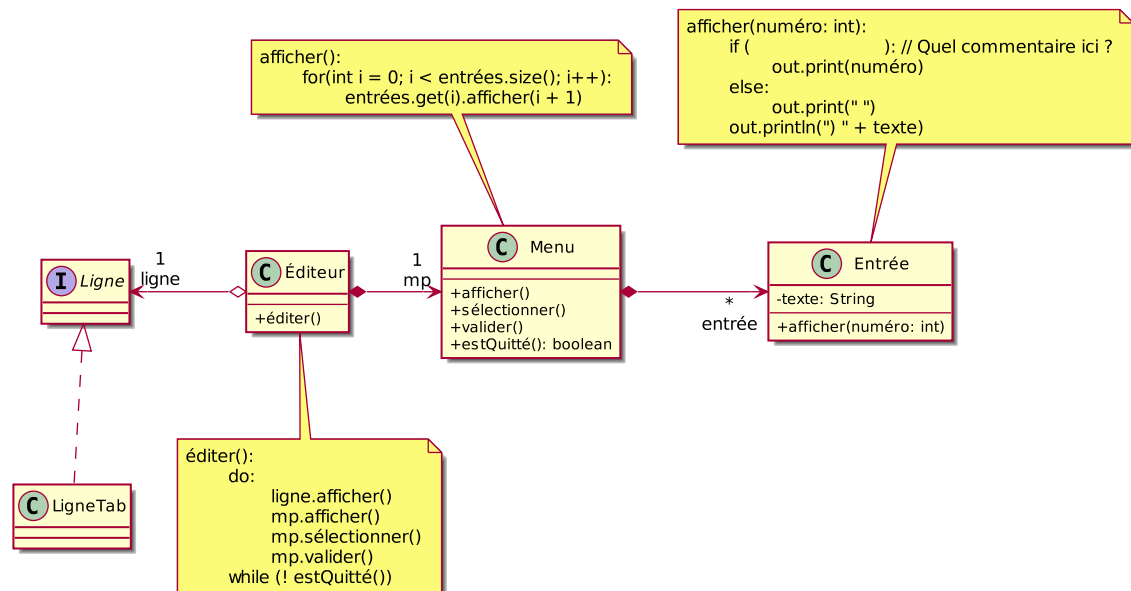 afficher(numéro: int):
if ( ): // Quel commentaire ici ?
out.print(numéro)
else:
out.print(" ")
out.println(") " + texte)
afficher():
for(int i = 0; i < entrées.size(); i++):
entrées.get(i).afficher(i + 1)
I Ligne
1
ligne
C Éditeur
+éditer()
1
mp
C Menu
+afficher()
+sélectionner()
+valider()
+estQuitté(): boolean
*
entrée
C Entrée
-texte: String
+afficher(numéro: int)
C LigneTab
éditer():
do:
ligne.afficher()
mp.afficher()
mp.sélectionner()
mp.valider()
while (! estQuitté())